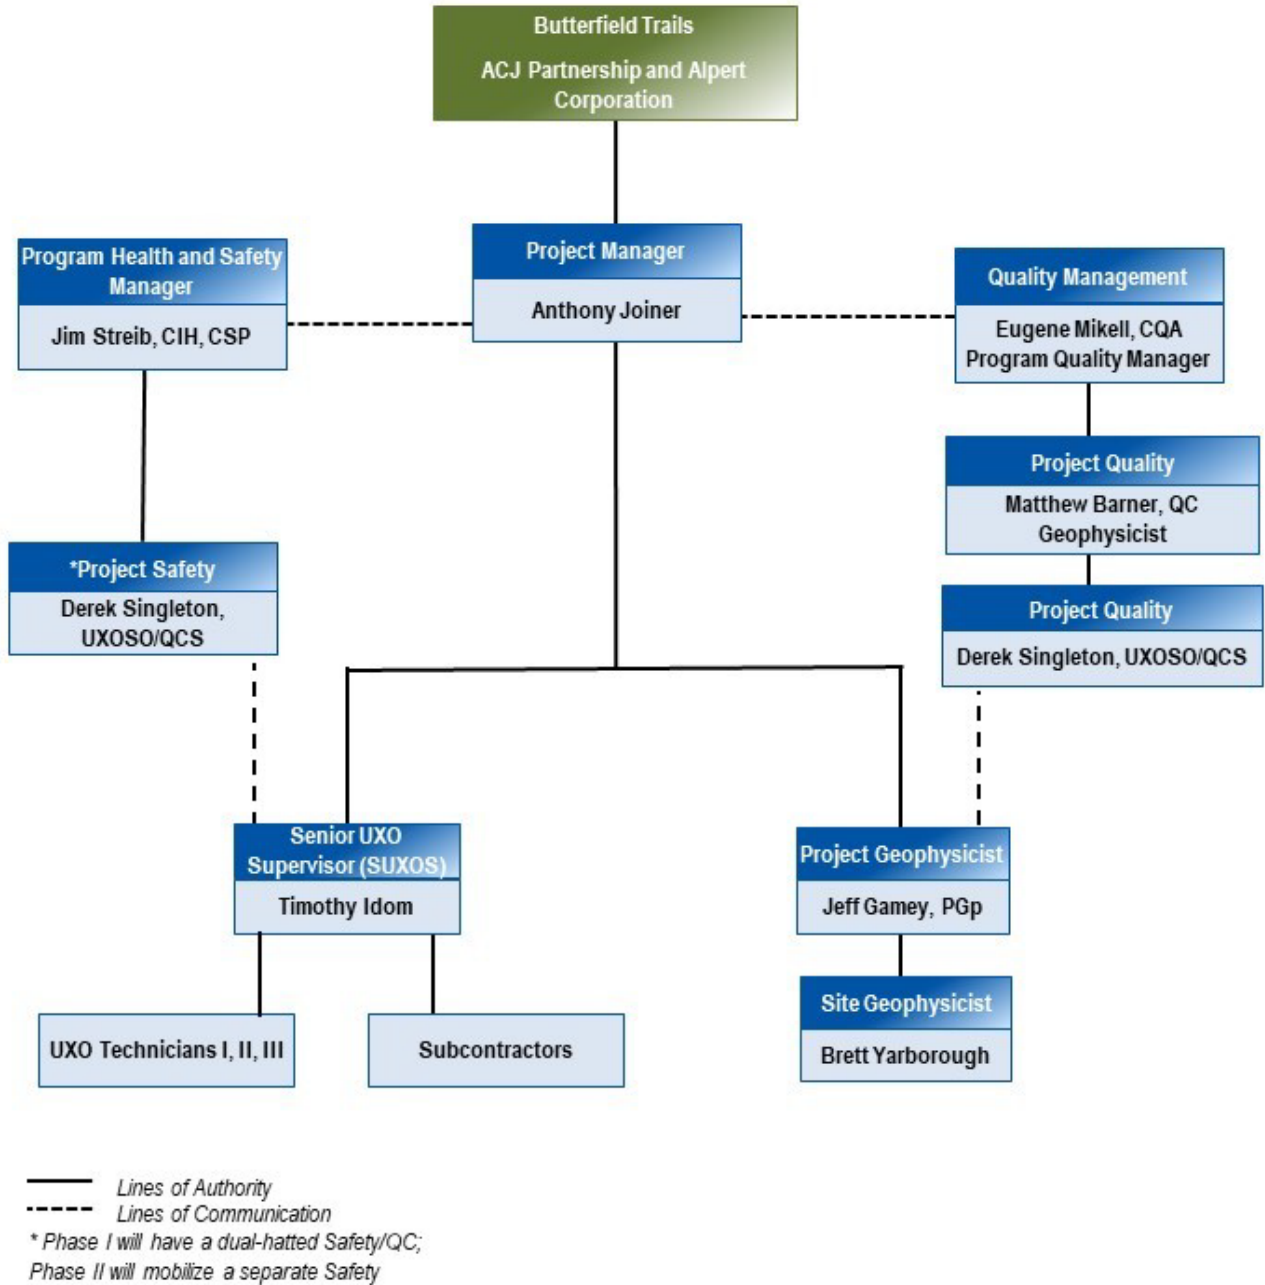 Butterfield Trails
ACJ Partnership and Alpert
Corporation
Project Manager
Anthony Joiner
Program Health and Safety
Manager
Jim Streib, CIH, CSP
Quality Management
Eugene Mikell, CQA
Program Quality Manager
Project Quality
Matthew Barner, QC
Geophysicist
*Project Safety
Derek Singleton,
UXOSO/QCS
Project Quality
Derek Singleton, UXOSO/QCS
Senior UXO
Supervisor (SUXOS)
Timothy Idom
Project Geophysicist
Jeff Gamey, PGp
Site Geophysicist
Brett Yarborough
UXO Technicians I, II, III
Subcontractors
Lines of Authority
Lines of Communication
* Phase I will have a dual-hatted Safety/QC;
Phase II will mobilize a separate Safety